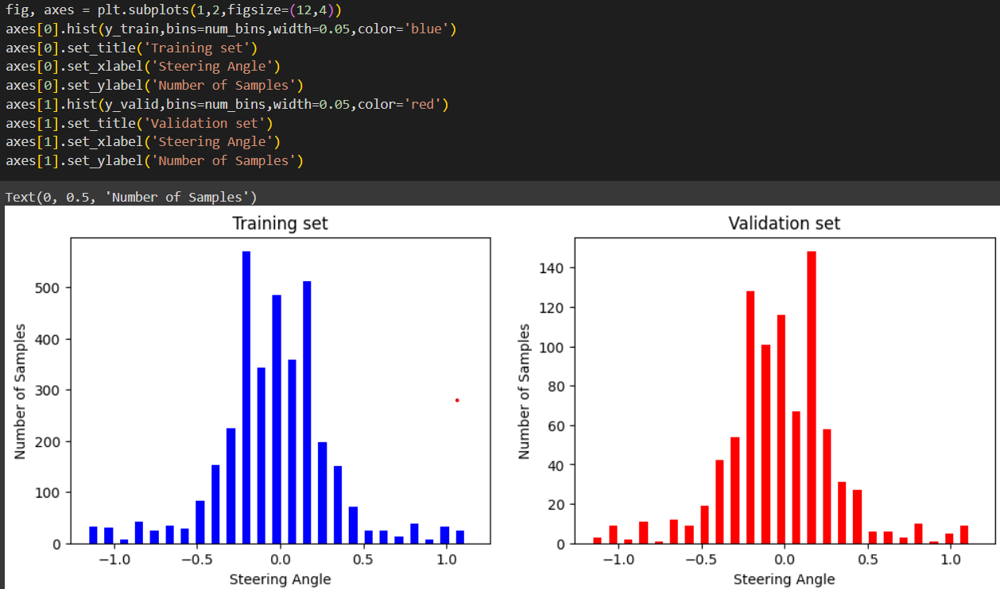 fig, axes = plt.subplots(1,2,figsize=(12,4))
axes[0].hist(y_train,bins=num_bins,width=0.05,color='blue')
axes[0].set_title('Training set')
axes[0].set_xlabel('Steering Angle')
axes[0].set_ylabel('Number of Samples')
axes[1].hist(y_valid,bins=num_bins,width=0.05,color='red')
axes[1].set_title('Validation set')
axes[1].set_xlabel('Steering Angle')
axes[1].set_ylabel('Number of Samples')
Text(0, 0.5, 'Number of Samples')
Training set
Number of Samples
500
400
300
200
100
0
−1.0 −0.5 0.0 0.5 1.0
Steering Angle
Validation set
Number of Samples
140
120
100
80
60
40
20
0
−1.0 −0.5 0.0 0.5 1.0
Steering Angle